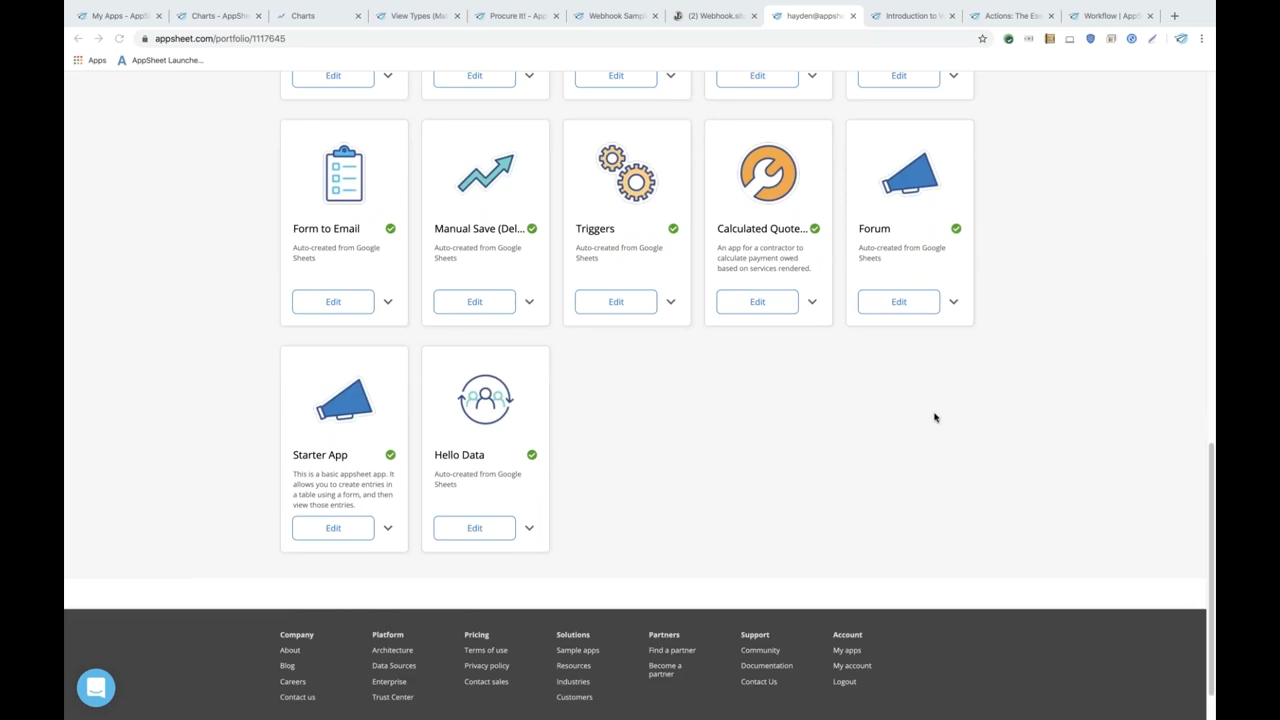 My Apps - AppS
Charts - AppShe
Charts
View Types (Ma
Procure It! - App
Webhook Sampl
(2) Webhook.sit
hayden@appshe
Introduction to V
Actions: The Ess
Workflow | AppS
appsheet.com/portfolio/1117645
Apps
AppSheet Launche...
Edit
Edit
Edit
Edit
Edit
Form to Email
Auto-created from Google
Sheets
Edit
Manual Save (Del...
Auto-created from Google
Sheets
Edit
Triggers
Auto-created from Google
Sheets
Edit
Calculated Quote...
An app for a contractor to
calculate payment owed
based on services rendered.
Edit
Forum
Auto-created from Google
Sheets
Edit
Starter App
This is a basic appsheet app. It
allows you to create entries in
a table using a form, and then
view those entries.
Edit
Hello Data
Auto-created from Google
Sheets
Edit
Company
About
Blog
Careers
Contact us
Platform
Architecture
Data Sources
Enterprise
Trust Center
Pricing
Terms of use
Privacy policy
Contact sales
Solutions
Sample apps
Resources
Industries
Customers
Partners
Find a partner
Become a
partner
Support
Community
Documentation
Contact Us
Account
My apps
My account
Logout